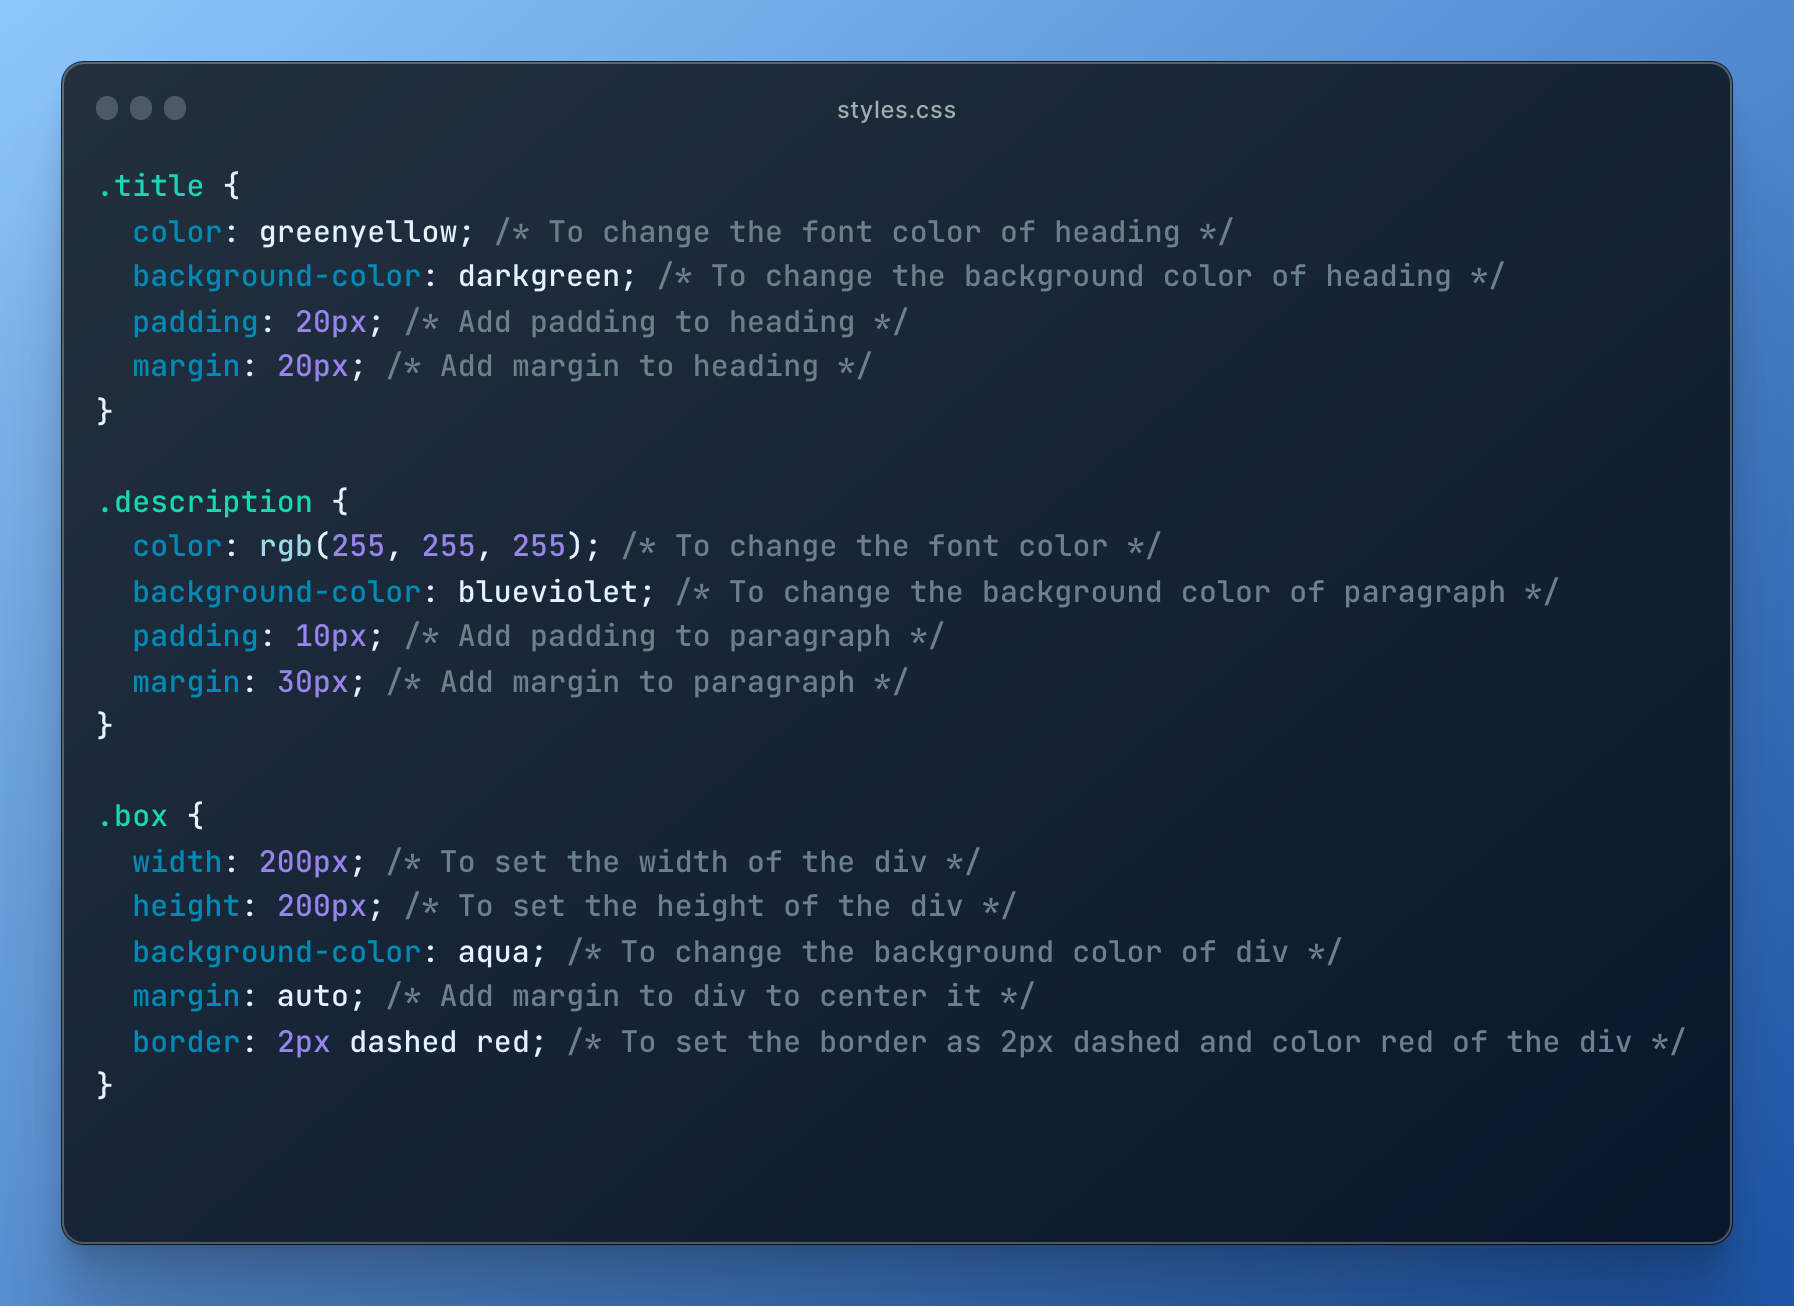 styles.css
.title {
  color: greenyellow; /* To change the font color of heading */
  background-color: darkgreen; /* To change the background color of heading */
  padding: 20px; /* Add padding to heading */
  margin: 20px; /* Add margin to heading */
}

.description {
  color: rgb(255, 255, 255); /* To change the font color */
  background-color: blueviolet; /* To change the background color of paragraph */
  padding: 10px; /* Add padding to paragraph */
  margin: 30px; /* Add margin to paragraph */
}

.box {
  width: 200px; /* To set the width of the div */
  height: 200px; /* To set the height of the div */
  background-color: aqua; /* To change the background color of div */
  margin: auto; /* Add margin to div to center it */
  border: 2px dashed red; /* To set the border as 2px dashed and color red of the div */
}